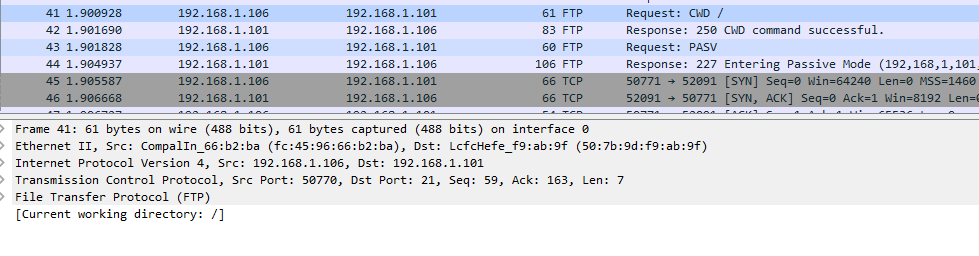 41 1.900928 192.168.1.106 192.168.1.101 61 FTP Request: CWD /
42 1.901690 192.168.1.101 192.168.1.106 83 FTP Response: 250 CWD command successful.
43 1.901828 192.168.1.106 192.168.1.101 60 FTP Request: PASV
44 1.904937 192.168.1.101 192.168.1.106 106 FTP Response: 227 Entering Passive Mode (192,168,1,101,
45 1.905587 192.168.1.106 192.168.1.101 66 TCP 50771 → 52091 [SYN] Seq=0 Win=64240 Len=0 MSS=1460
46 1.906668 192.168.1.101 192.168.1.106 66 TCP 52091 → 50771 [SYN, ACK] Seq=0 Ack=1 Win=8192 Len=
Frame 41: 61 bytes on wire (488 bits), 61 bytes captured (488 bits) on interface 0
Ethernet II, Src: CompalIn_66:b2:ba (fc:45:96:66:b2:ba), Dst: LcfcHefe_f9:ab:9f (50:7b:9d:f9:ab:9f)
Internet Protocol Version 4, Src: 192.168.1.106, Dst: 192.168.1.101
Transmission Control Protocol, Src Port: 50770, Dst Port: 21, Seq: 59, Ack: 163, Len: 7
File Transfer Protocol (FTP)
[Current working directory: /]